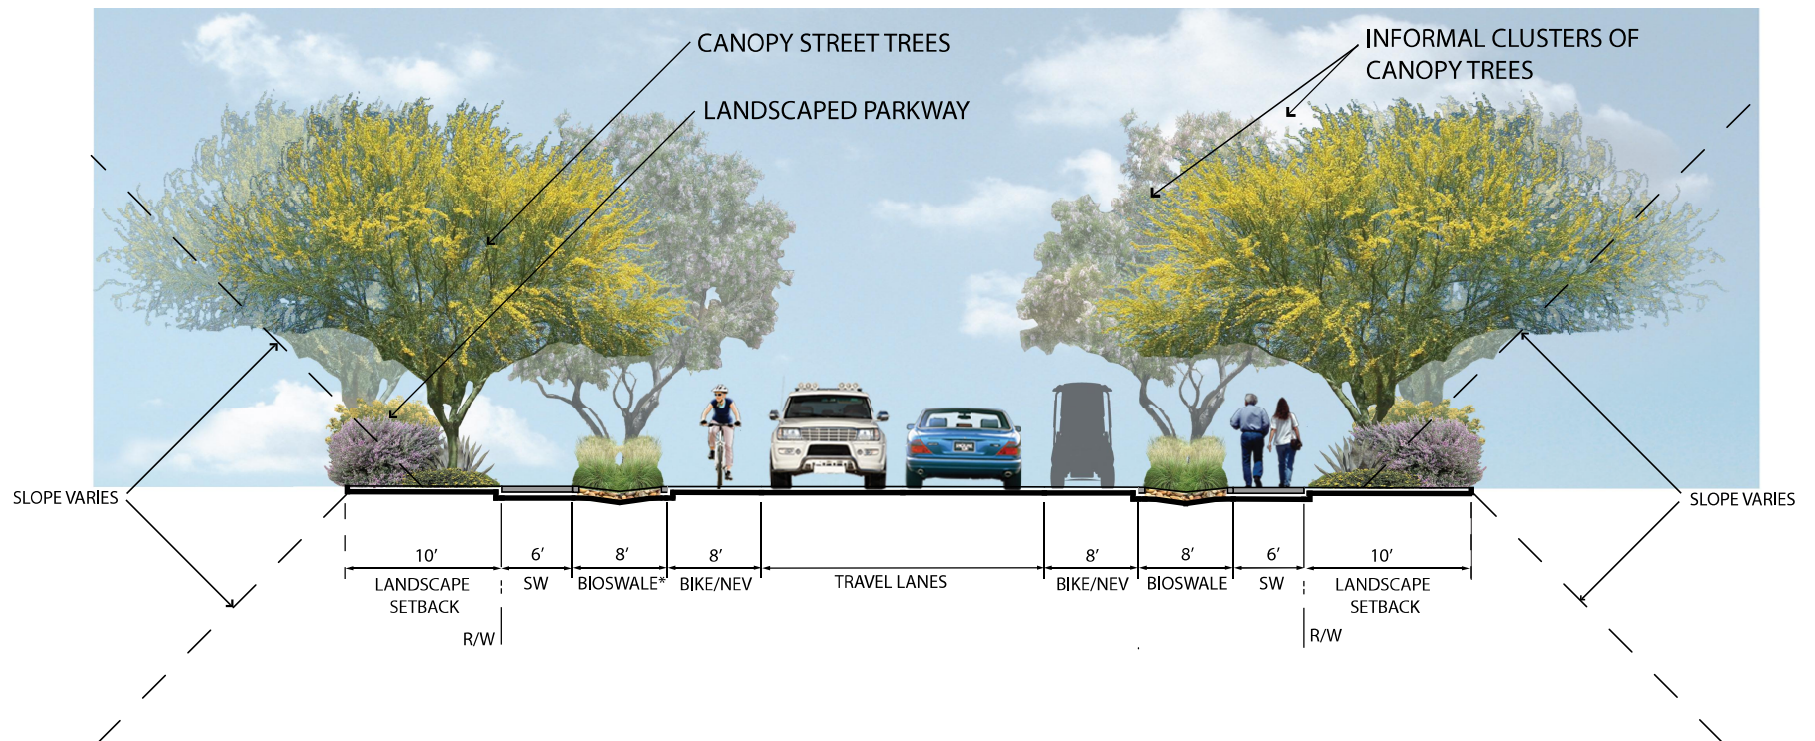 CANOPY STREET TREES
LANDSCAPED PARKWAY
INFORMAL CLUSTERS OF
CANOPY TREES
SLOPE VARIES
SLOPE VARIES
10’ 6’ 8’ 8’ 8’ 8’ 6’ 10’
LANDSCAPE SW BIOSWALE* BIKE/NEV TRAVEL LANES BIKE/NEV BIOSWALE SW LANDSCAPE
SETBACK SETBACK
R/W R/W